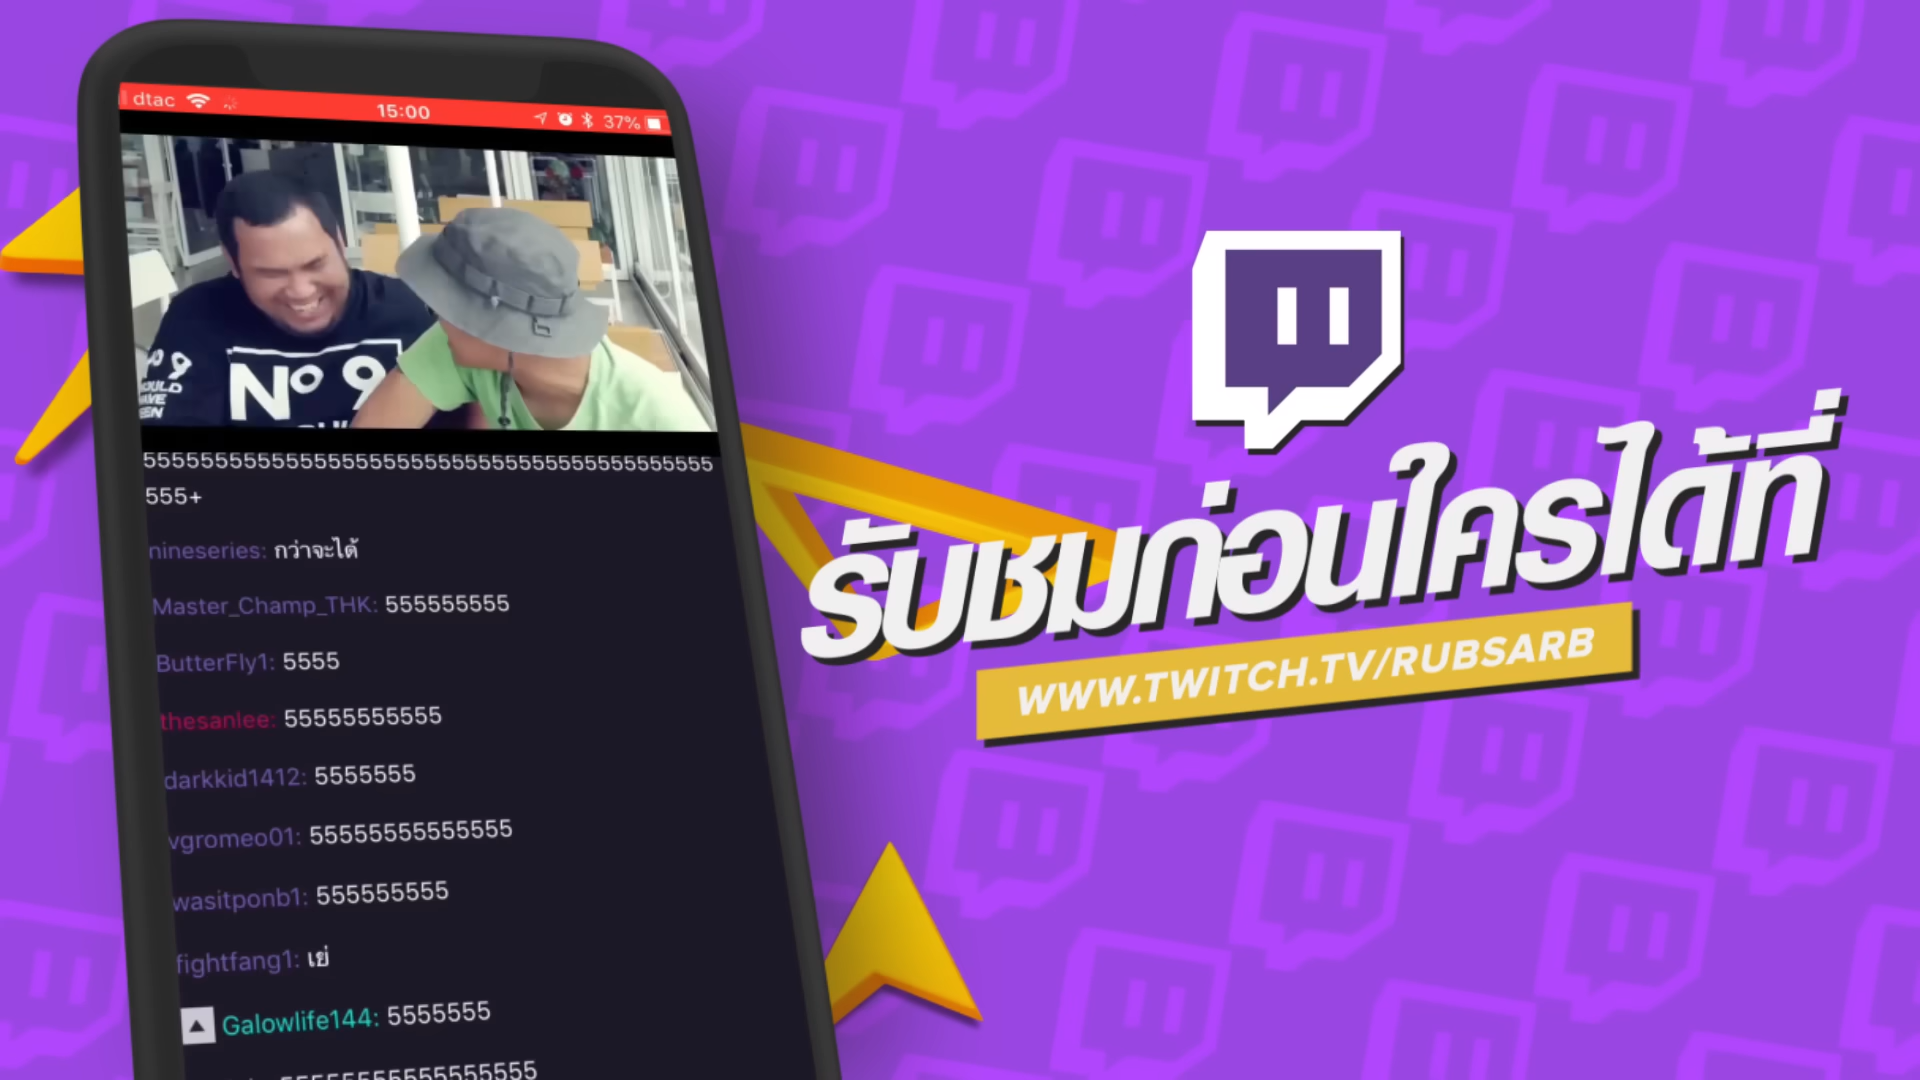 dtac
15:00
37%
Nº 9
5555555555555555555555555555555555555555
555+
nineseries: กว่าจะได้
Master_Champ_THK: 555555555
ButterFly1: 5555
thesanlee: 55555555555
darkkid1412: 5555555
vgromeo01: 55555555555555
wasitponb1: 555555555
fightfang1: เย่
Galowlife144: 5555555
รับชมก่อนใครได้ที่
WWW.TWITCH.TV/RUBSARB